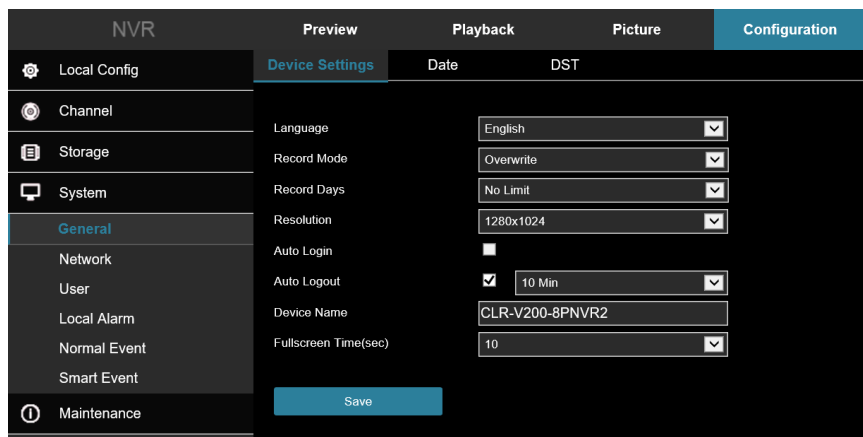 NVR Preview Playback Picture Configuration
Local Config
Channel
Storage
System
General
Network
User
Local Alarm
Normal Event
Smart Event
Maintenance
Device Settings Date DST
Language English
Record Mode Overwrite
Record Days No Limit
Resolution 1280x1024
Auto Login
Auto Logout 10 Min
Device Name CLR-V200-8PNVR2
Fullscreen Time(sec) 10
Save